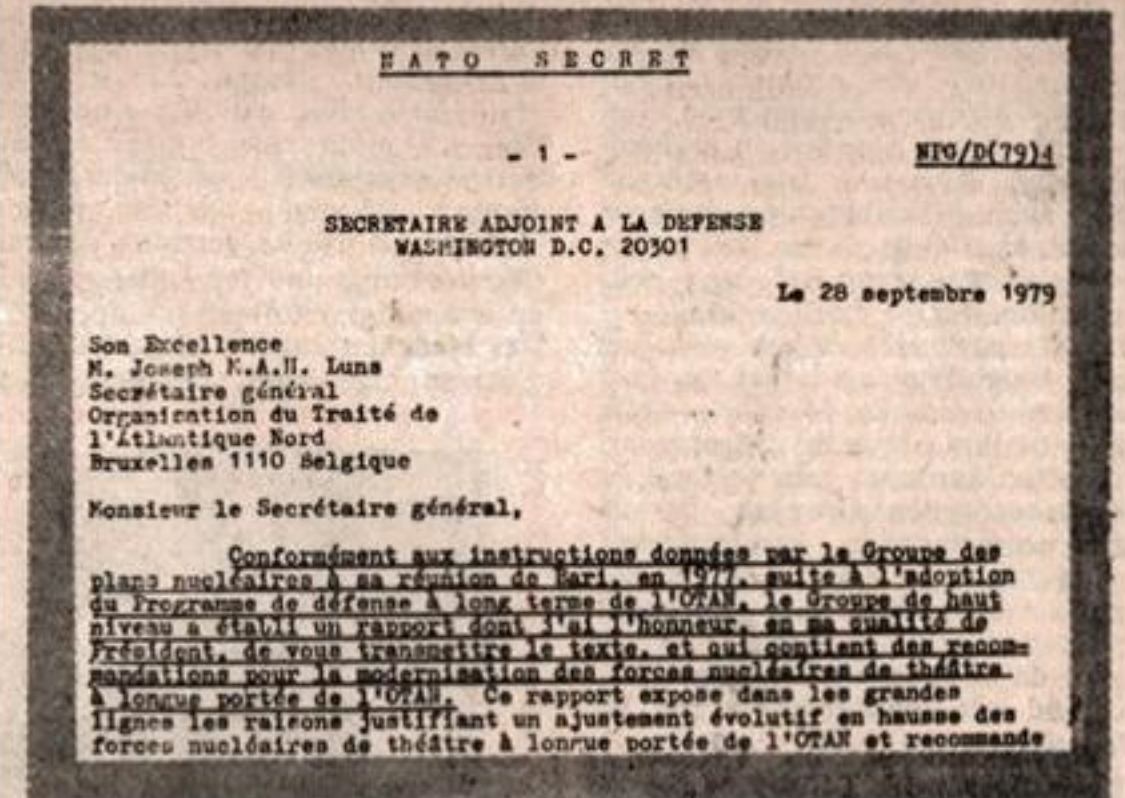 NATO SECRET
- 1 -
NPG/D(79)4
SECRETAIRE ADJOINT A LA DEFENSE
WASHINGTON D.C. 20301
Le 28 septembre 1979
Son Excellence
M. Joseph M.A.H. Luns
Secrétaire général
Organisation du Traité de
l'Atlantique Nord
Bruxelles 1110 Belgique
Monsieur le Secrétaire général,
Conformément aux instructions données par le Groupe des
plans nucléaires à sa réunion de Bari, en 1977, suite à l'adoption
du Programme de défense à long terme de l'OTAN, le Groupe de haut
niveau a établi un rapport dont j'ai l'honneur, en ma qualité de
Président, de vous transmettre le texte, et qui contient des recom-
mandations pour la modernisation des forces nucléaires de théâtre
à longue portée de l'OTAN. Ce rapport expose dans les grandes
lignes les raisons justifiant un ajustement évolutif en hausse des
forces nucléaires de théâtre à longue portée de l'OTAN et recommande